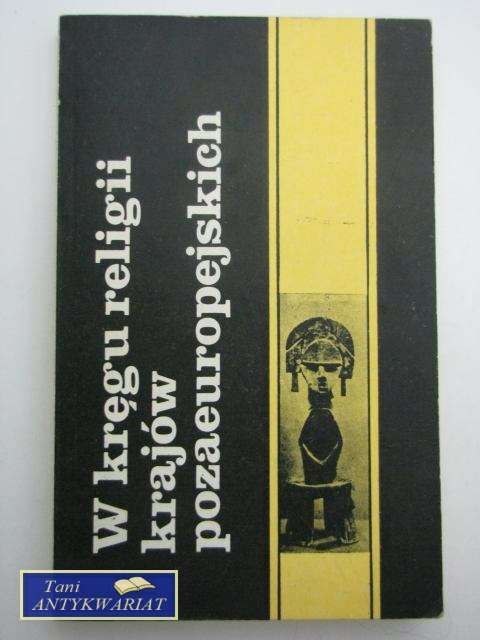 W kręgu religii
krajów
pozaeuropejskich
Tani
ANTYKWARIAT